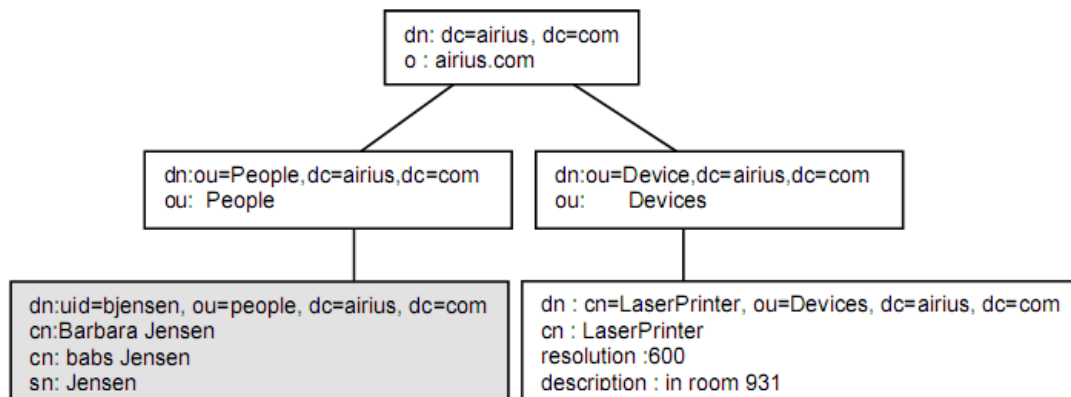 dn: dc=airius, dc=com
o : airius.com
dn:ou=People,dc=airius,dc=com
ou: People
dn:ou=Device,dc=airius,dc=com
ou: Devices
dn:uid=bjensen, ou=people, dc=airius, dc=com
cn:Barbara Jensen
cn: babs Jensen
sn: Jensen
dn : cn=LaserPrinter, ou=Devices, dc=airius, dc=com
cn : LaserPrinter
resolution :600
description : in room 931